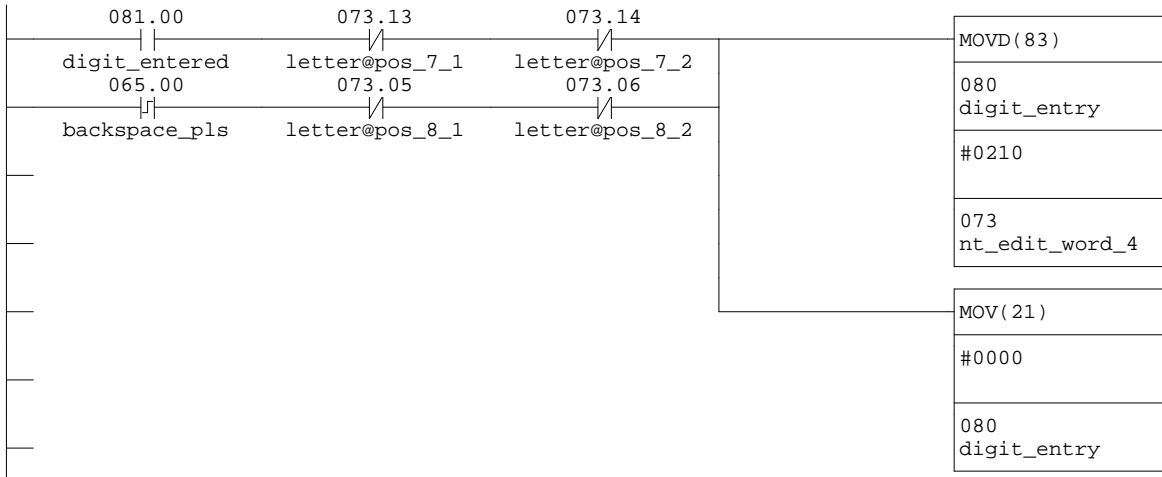 081.00 073.13 073.14
MOVD(83)
digit_entered letter@pos_7_1 letter@pos_7_2
065.00 073.05 073.06
080
digit_entry
backspace_pls letter@pos_8_1 letter@pos_8_2
#0210
073
nt_edit_word_4
MOV(21)
#0000
080
digit_entry